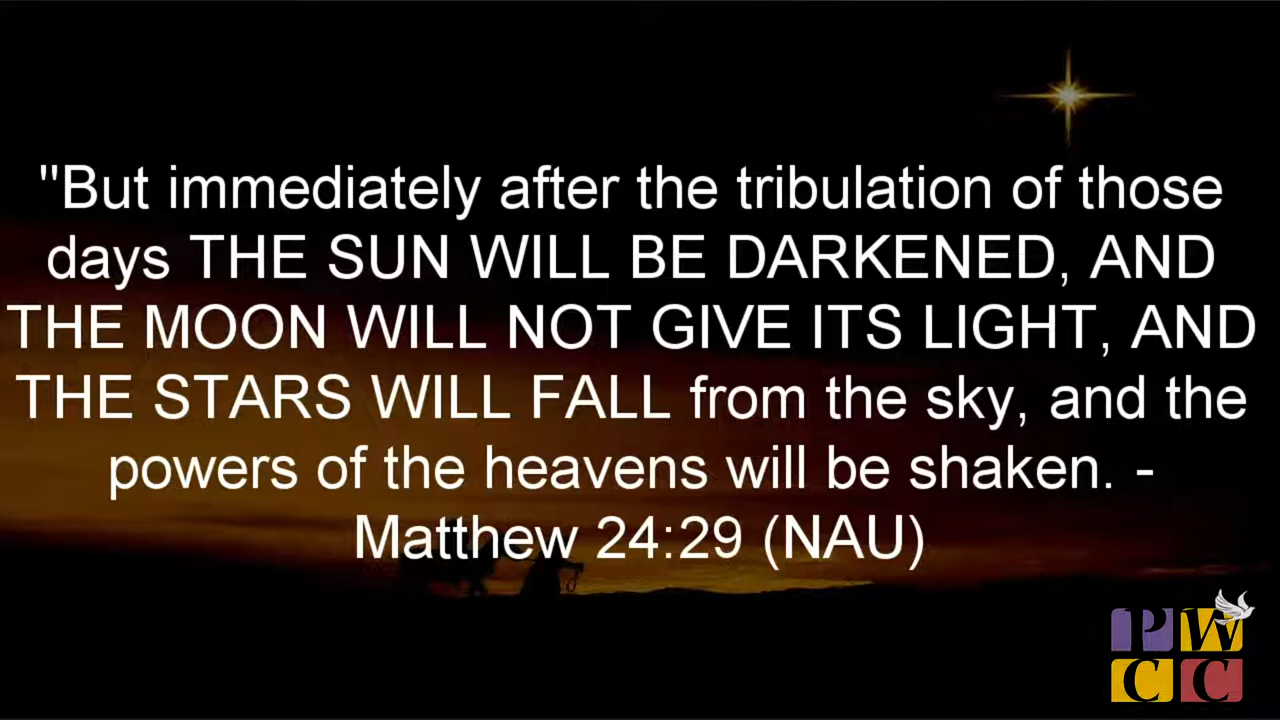 "But immediately after the tribulation of those
days THE SUN WILL BE DARKENED, AND
THE MOON WILL NOT GIVE ITS LIGHT, AND
THE STARS WILL FALL from the sky, and the
powers of the heavens will be shaken. -
Matthew 24:29 (NAU)
PW
CC